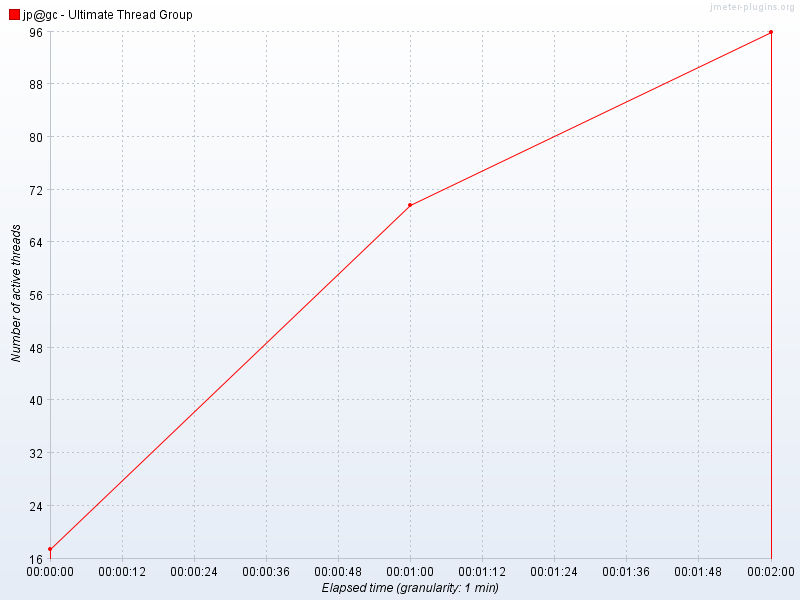 jmeter-plugins.org
jp@gc - Ultimate Thread Group
96
88
80
72
64
56
48
40
32
24
16
Number of active threads
00:00:00 00:00:12 00:00:24 00:00:36 00:00:48 00:01:00 00:01:12 00:01:24 00:01:36 00:01:48 00:02:00
Elapsed time (granularity: 1 min)